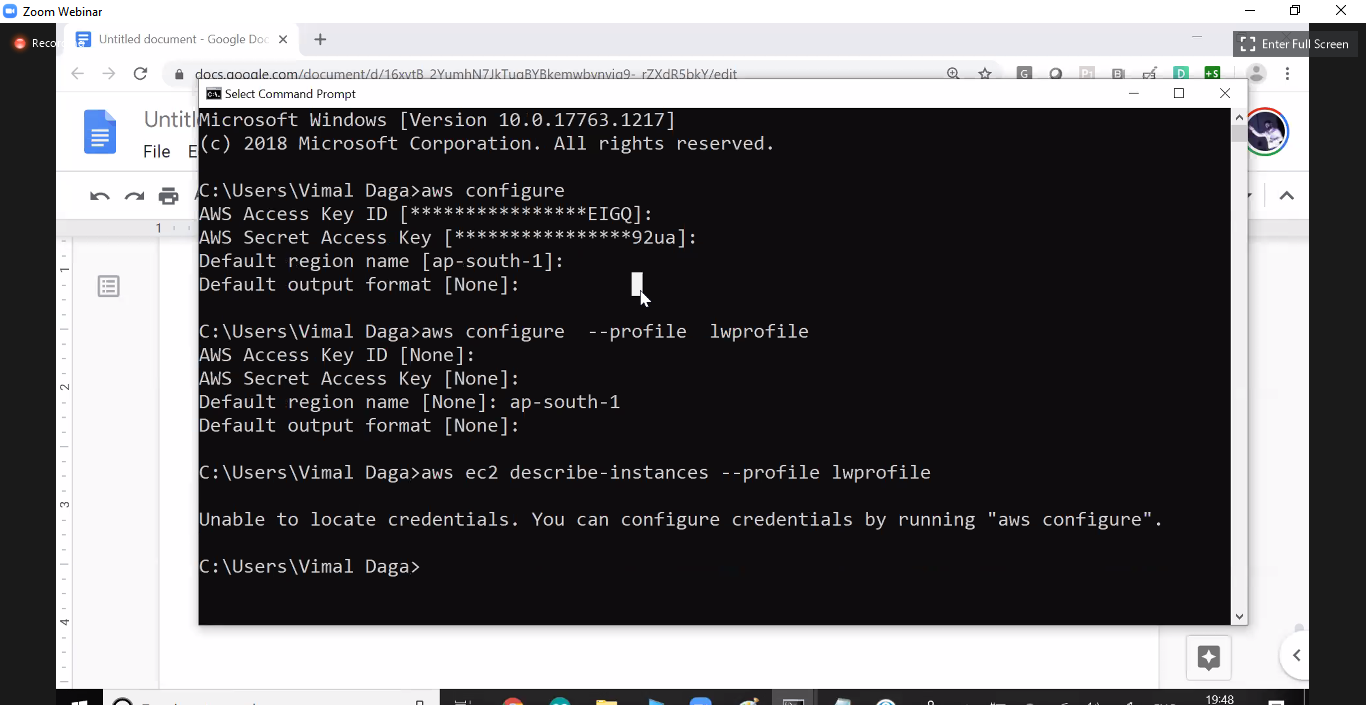 Zoom Webinar
Untitled document - Google Doc
Enter Full Screen
docs.google.com/document/d/16xvtB_2YumhN7JkTuqBYBkemwbvnvig9-_rZXdR5bkY/edit
Select Command Prompt
File
Microsoft Windows [Version 10.0.17763.1217]
(c) 2018 Microsoft Corporation. All rights reserved.
C:\Users\Vimal Daga>aws configure
AWS Access Key ID [****************EIGQ]:
AWS Secret Access Key [****************92ua]:
Default region name [ap-south-1]:
Default output format [None]:
C:\Users\Vimal Daga>aws configure  --profile  lwprofile
AWS Access Key ID [None]:
AWS Secret Access Key [None]:
Default region name [None]: ap-south-1
Default output format [None]:
C:\Users\Vimal Daga>aws ec2 describe-instances --profile lwprofile
Unable to locate credentials. You can configure credentials by running "aws configure".
C:\Users\Vimal Daga>
1
1
2
3
4
19:48